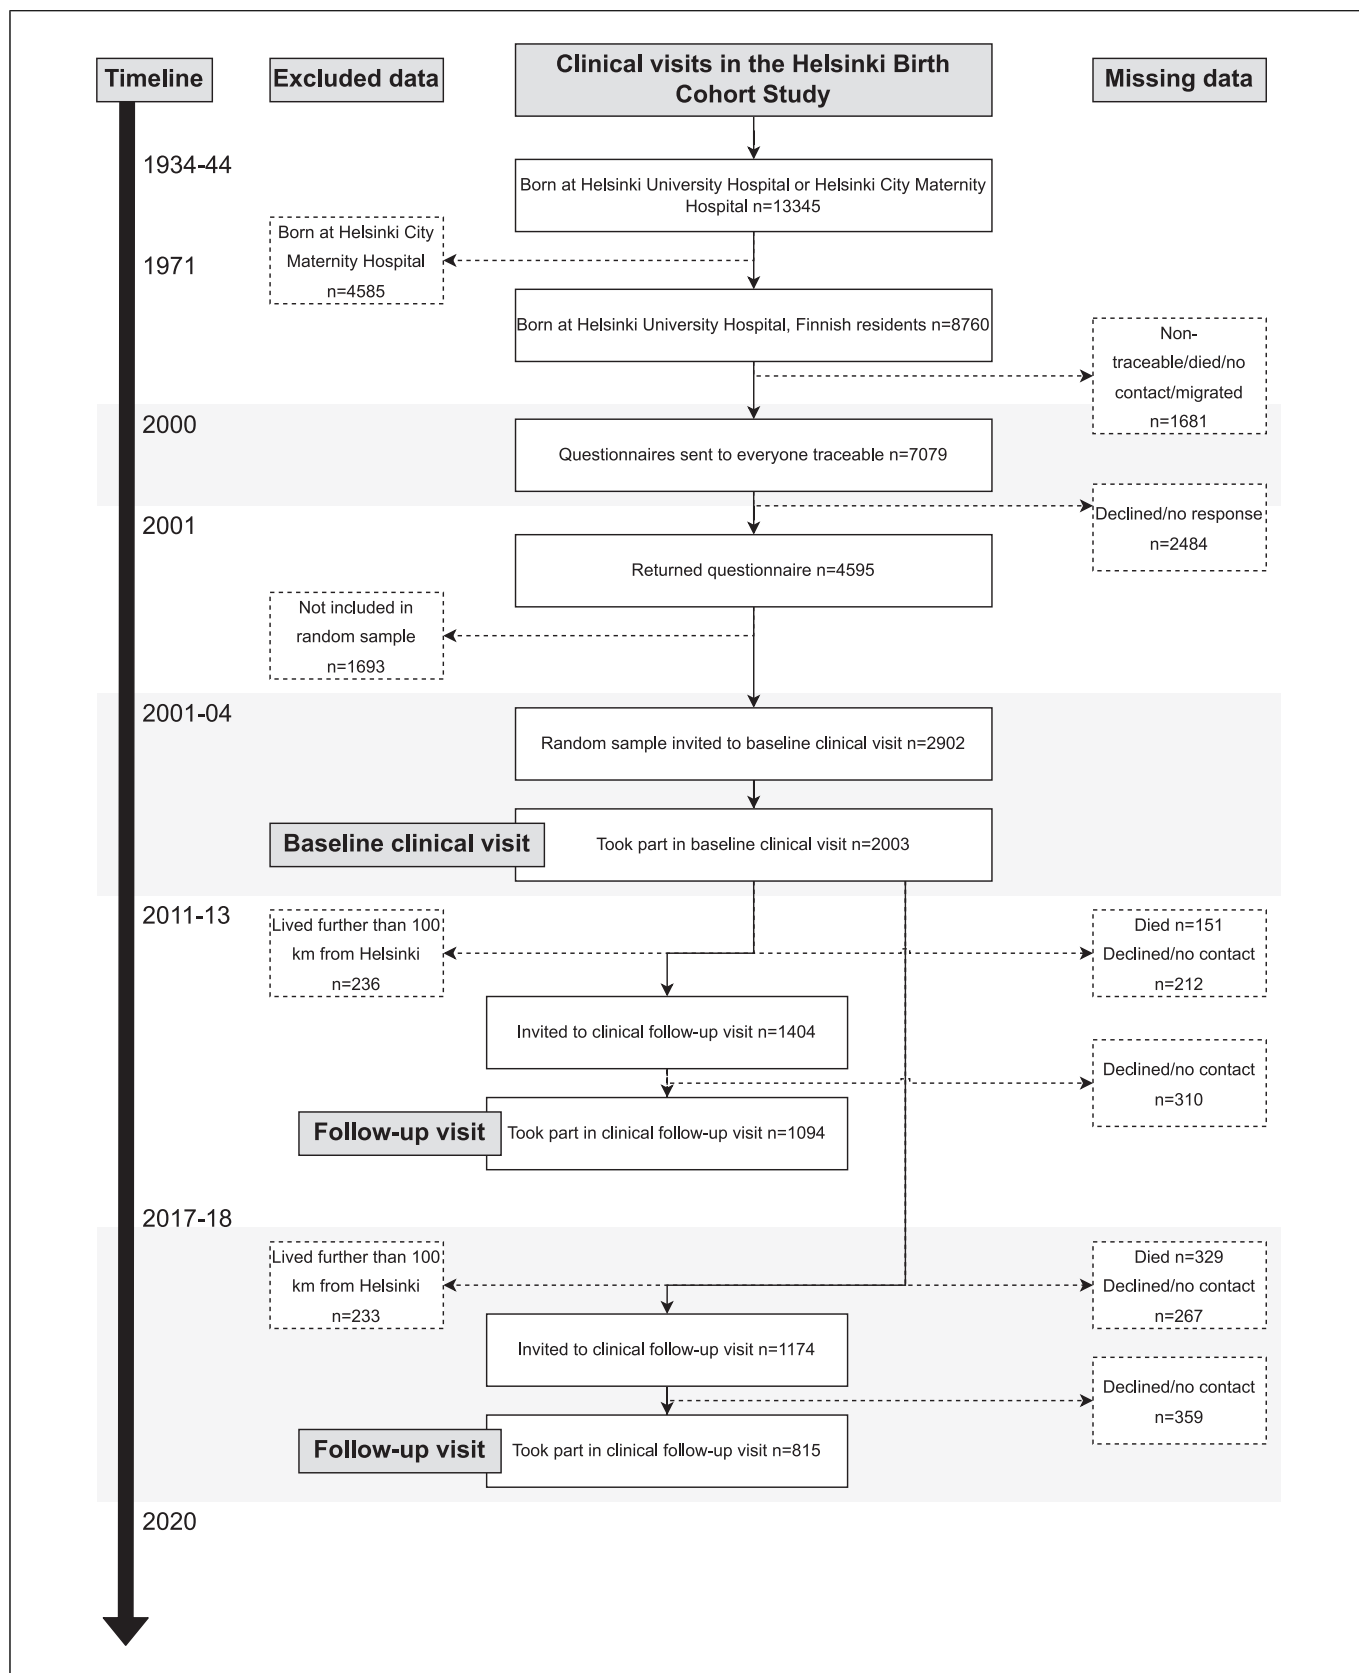 Timeline
Excluded data
Clinical visits in the Helsinki Birth
Cohort Study
Missing data
1934-44
Born at Helsinki University Hospital or Helsinki City Maternity
Hospital n=13345
Born at Helsinki City
Maternity Hospital
n=4585
1971
Born at Helsinki University Hospital, Finnish residents n=8760
Non-
traceable/died/no
contact/migrated
n=1681
2000
Questionnaires sent to everyone traceable n=7079
Declined/no response
n=2484
2001
Returned questionnaire n=4595
Not included in
random sample
n=1693
2001-04
Random sample invited to baseline clinical visit n=2902
Baseline clinical visit
Took part in baseline clinical visit n=2003
2011-13
Lived further than 100
km from Helsinki
n=236
Died n=151
Declined/no contact
n=212
Invited to clinical follow-up visit n=1404
Declined/no contact
n=310
Follow-up visit
Took part in clinical follow-up visit n=1094
2017-18
Lived further than 100
km from Helsinki
n=233
Died n=329
Declined/no contact
n=267
Invited to clinical follow-up visit n=1174
Declined/no contact
n=359
Follow-up visit
Took part in clinical follow-up visit n=815
2020